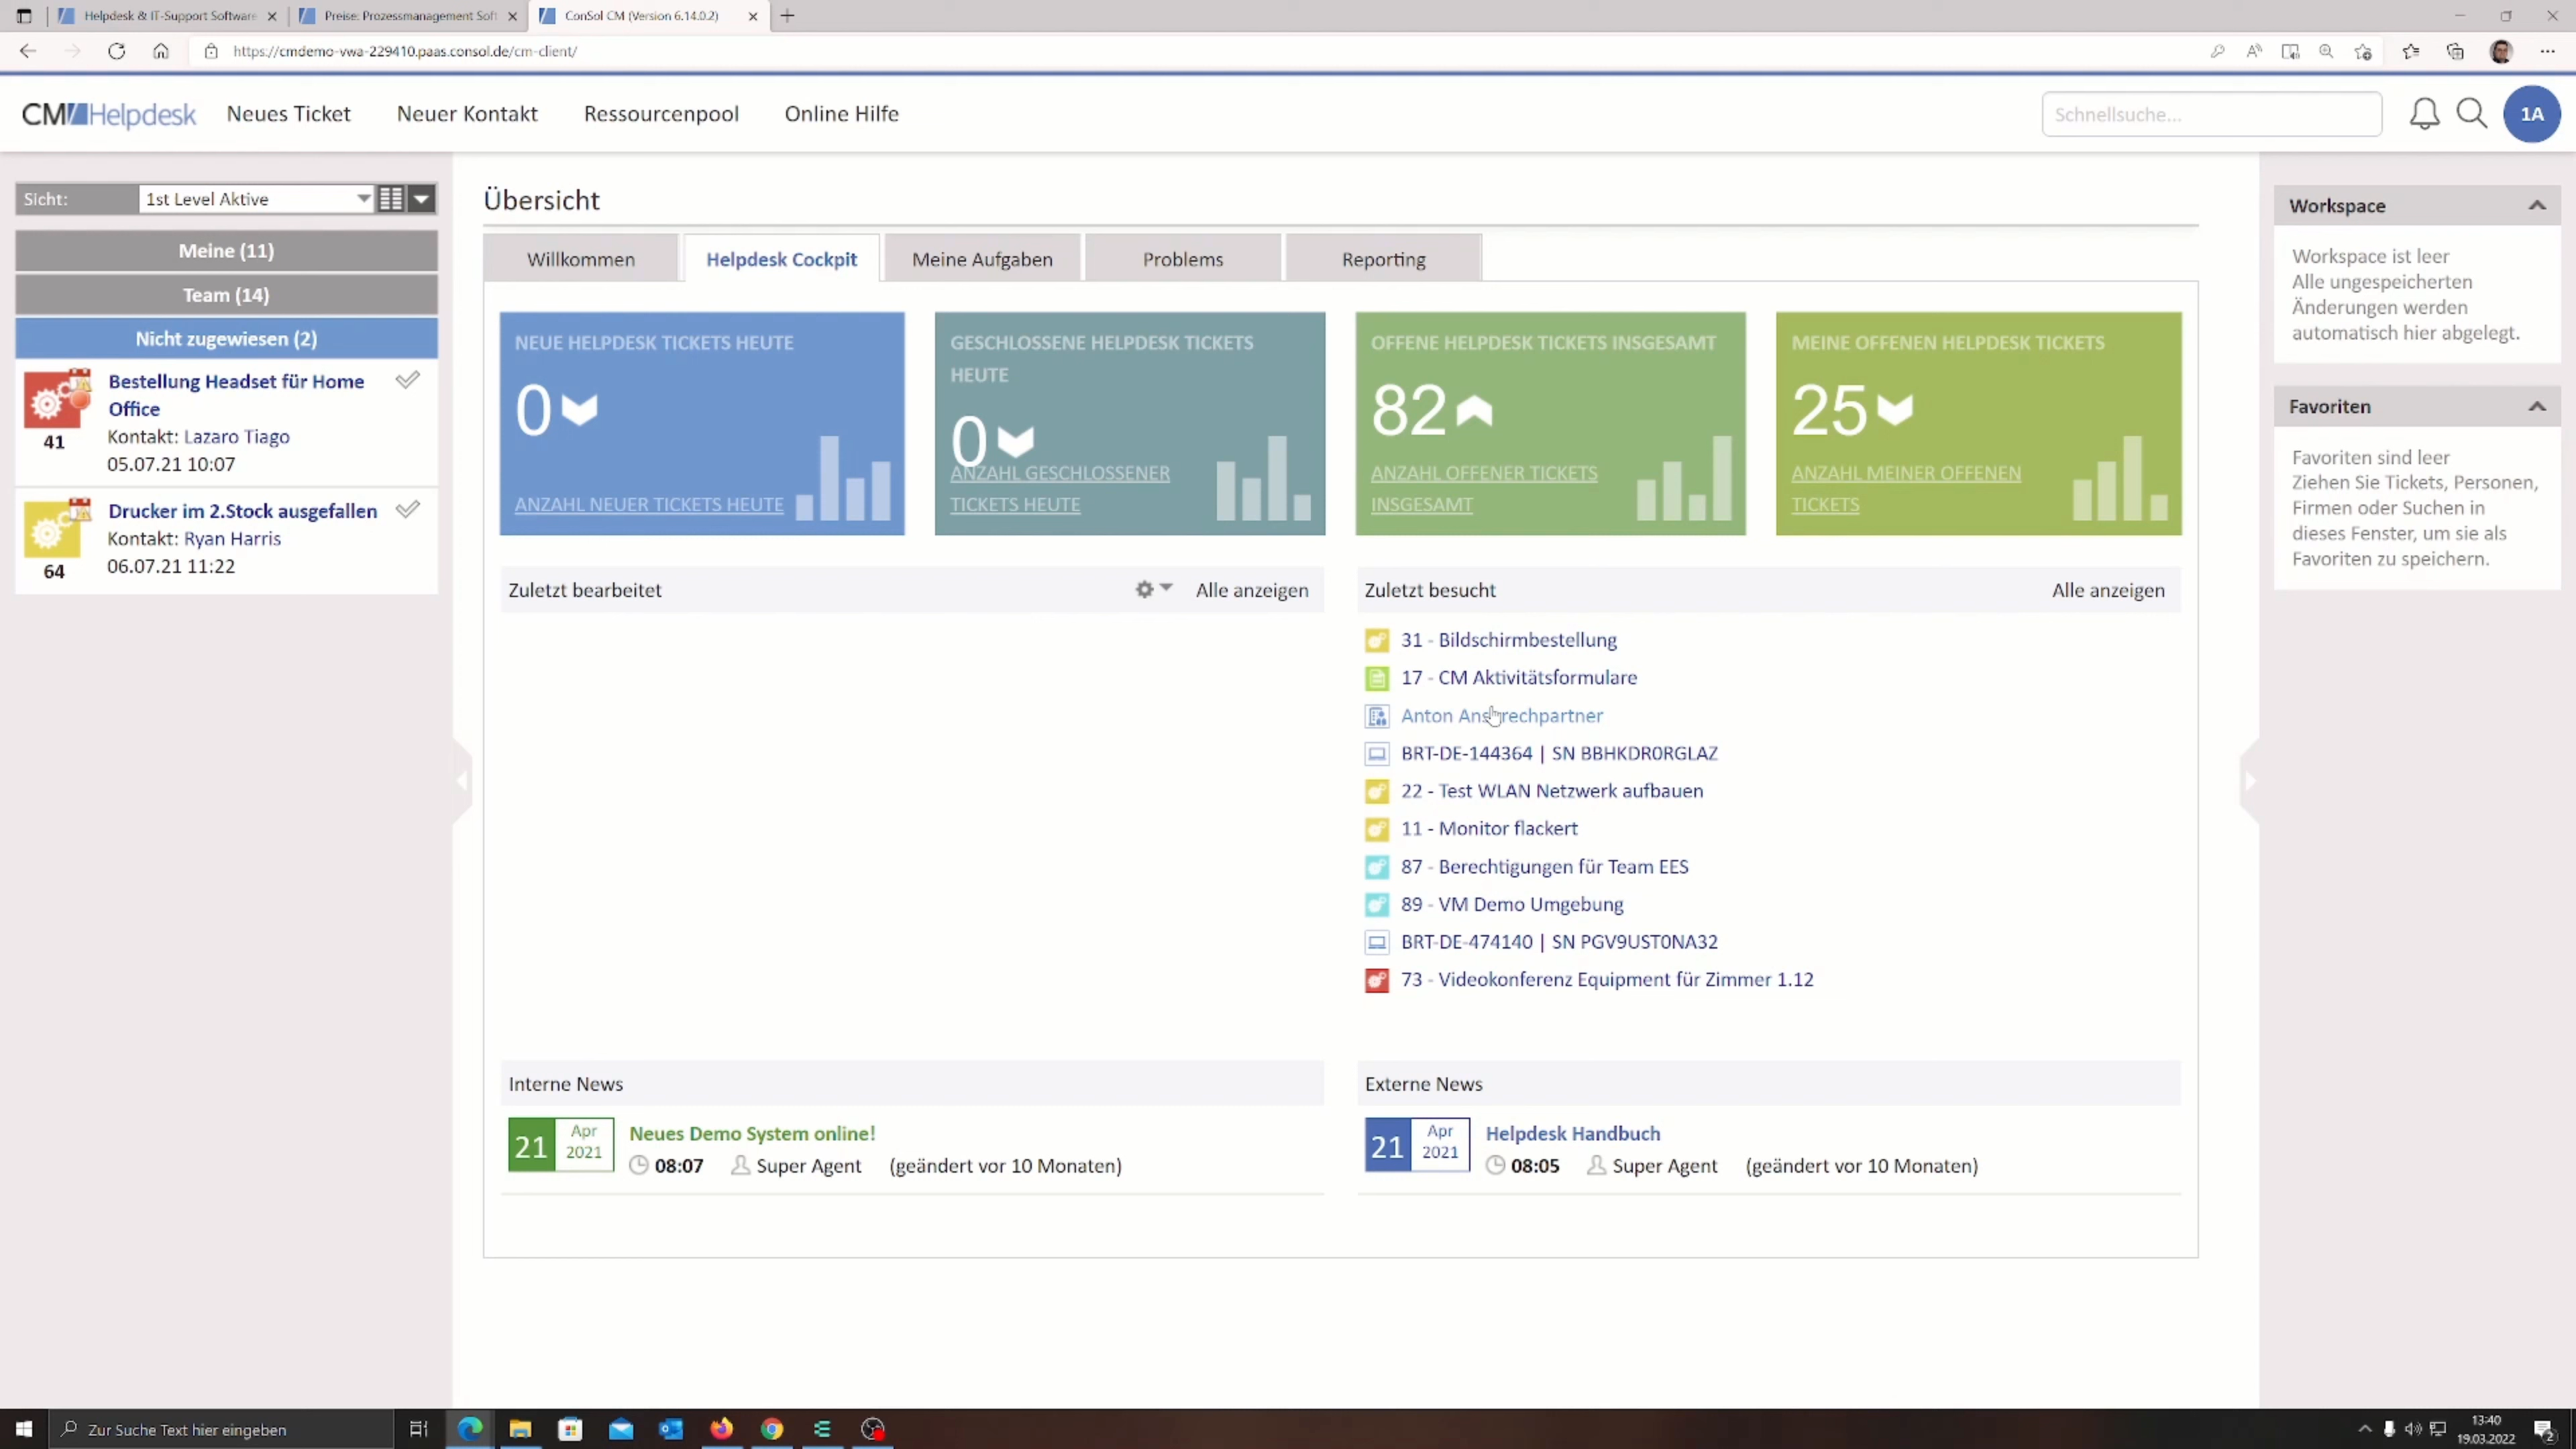 Helpdesk & IT-Support Software
Preise: Prozessmanagement Soft
ConSol CM (Version 6.14.0.2)
https://cmdemo-vwa-229410.paas.consol.de/cm-client/
CM Helpdesk
Neues Ticket
Neuer Kontakt
Ressourcenpool
Online Hilfe
Schnellsuche...
1A
Sicht:
1st Level Aktive
Meine (11)
Team (14)
Nicht zugewiesen (2)
Bestellung Headset für Home
Office
Kontakt: Lazaro Tiago
05.07.21 10:07
41
Drucker im 2.Stock ausgefallen
Kontakt: Ryan Harris
06.07.21 11:22
64
Übersicht
Willkommen
Helpdesk Cockpit
Meine Aufgaben
Problems
Reporting
NEUE HELPDESK TICKETS HEUTE
0
ANZAHL NEUER TICKETS HEUTE
GESCHLOSSENE HELPDESK TICKETS
HEUTE
0
ANZAHL GESCHLOSSENER
TICKETS HEUTE
OFFENE HELPDESK TICKETS INSGESAMT
82
ANZAHL OFFENER TICKETS
INSGESAMT
MEINE OFFENEN HELPDESK TICKETS
25
ANZAHL MEINER OFFENEN
TICKETS
Zuletzt bearbeitet
Alle anzeigen
Zuletzt besucht
Alle anzeigen
31 - Bildschirmbestellung
17 - CM Aktivitätsformulare
Anton Ansprechpartner
BRT-DE-144364 | SN BBHKDR0RGLAZ
22 - Test WLAN Netzwerk aufbauen
11 - Monitor flackert
87 - Berechtigungen für Team EES
89 - VM Demo Umgebung
BRT-DE-474140 | SN PGV9UST0NA32
73 - Videokonferenz Equipment für Zimmer 1.12
Interne News
21
Apr
2021
Neues Demo System online!
08:07
Super Agent
(geändert vor 10 Monaten)
Externe News
21
Apr
2021
Helpdesk Handbuch
08:05
Super Agent
(geändert vor 10 Monaten)
Workspace
Workspace ist leer
Alle ungespeicherten
Änderungen werden
automatisch hier abgelegt.
Favoriten
Favoriten sind leer
Ziehen Sie Tickets, Personen,
Firmen oder Suchen in
dieses Fenster, um sie als
Favoriten zu speichern.
Zur Suche Text hier eingeben
13:40
19.03.2022
2